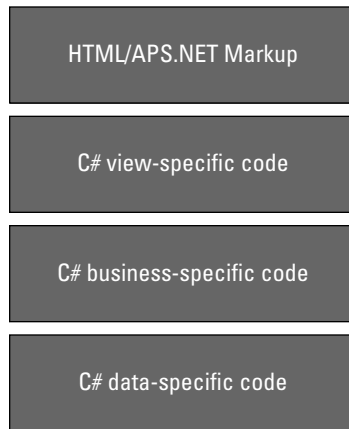 HTML/APS.NET Markup
C# view-specific code
C# business-specific code
C# data-specific code